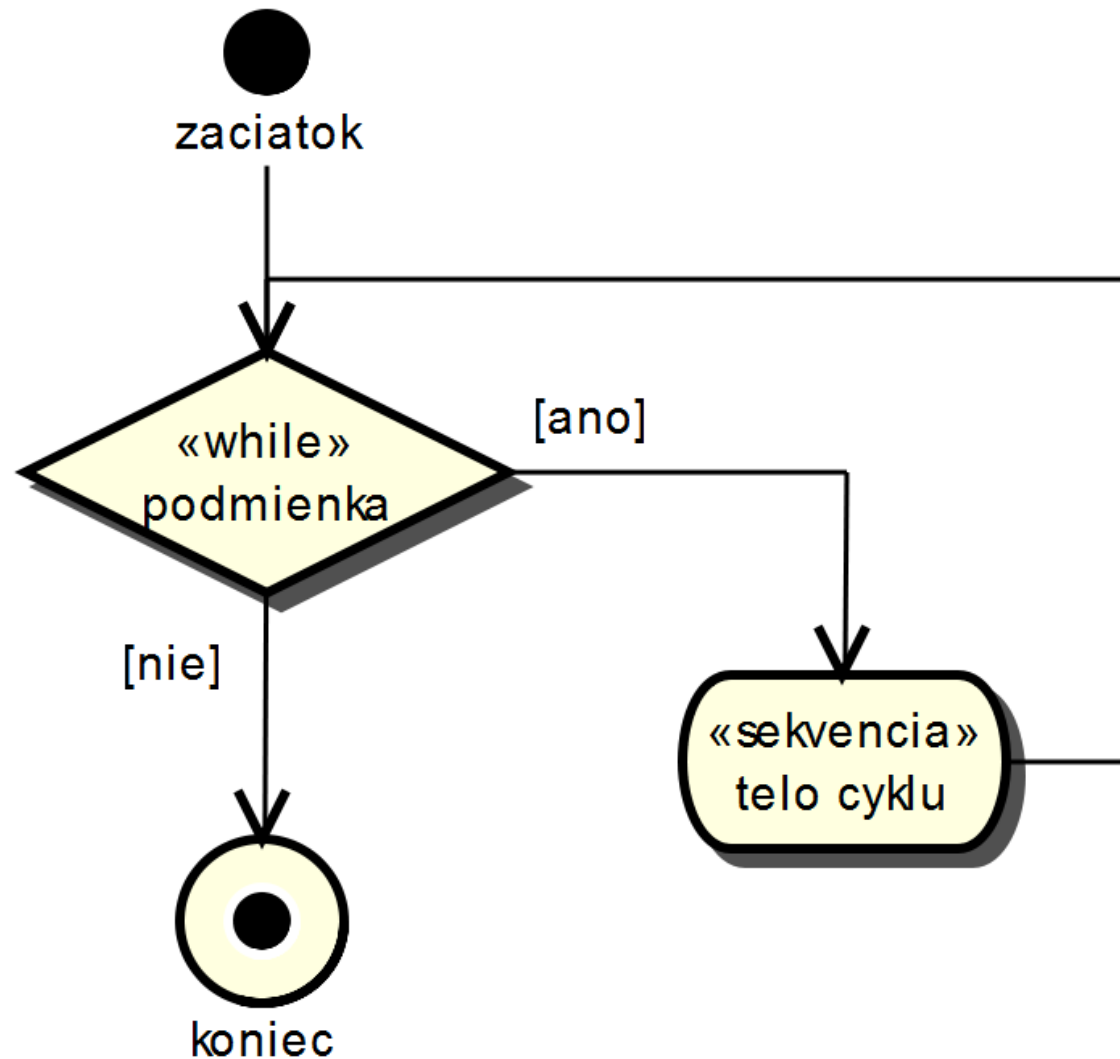 zaciatok
«while»
podmienka
[ano]
[nie]
«sekvencia»
telo cyklu
koniec